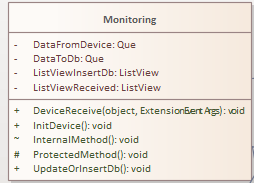 Monitoring
- DataFromDevice: Que
- DataToDb: Que
- ListViewInsertDb: ListView
- ListViewReceived: ListView
+ DeviceReceive(object, ExtensionEventArgs): void
+ InitDevice(): void
~ InternalMethod(): void
# ProtectedMethod(): void
+ UpdateOrInsertDb(): void